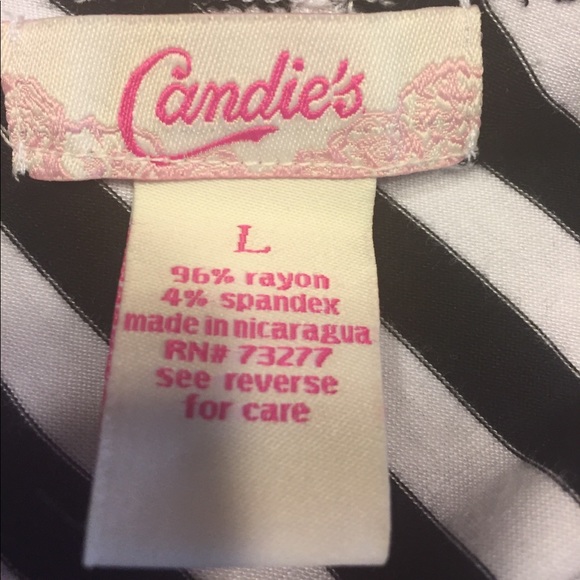 Candie's
L
96% rayon
4% spandex
made in nicaragua
RN# 73277
see reverse
for care